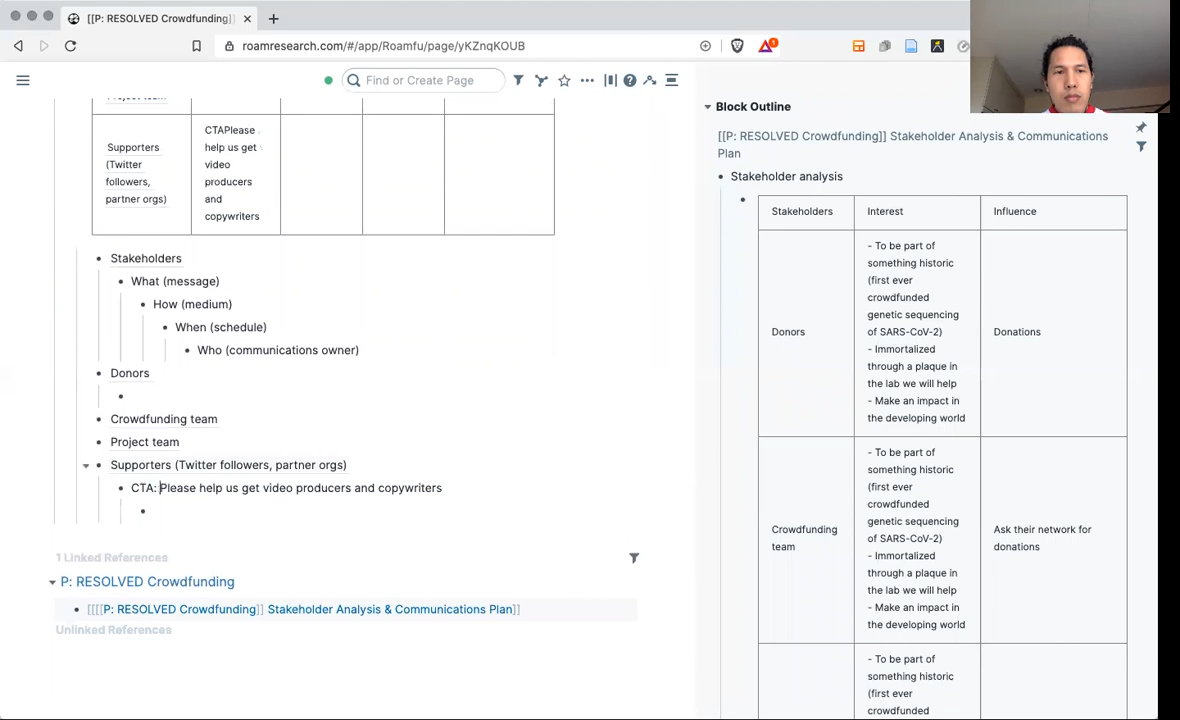 [[P: RESOLVED Crowdfunding]]
roamresearch.com/#/app/Roamfu/page/yKZnqKOUB
1
Find or Create Page
Project team
Supporters
(Twitter
followers,
partner orgs)
CTAPlease
help us get
video
producers
and
copywriters
Stakeholders
What (message)
How (medium)
When (schedule)
Who (communications owner)
Donors
Crowdfunding team
Project team
Supporters (Twitter followers, partner orgs)
CTA: Please help us get video producers and copywriters
1 Linked References
P: RESOLVED Crowdfunding
[[[[P: RESOLVED Crowdfunding]] Stakeholder Analysis & Communications Plan]]
Unlinked References
Block Outline
[[P: RESOLVED Crowdfunding]] Stakeholder Analysis & Communications
Plan
Stakeholder analysis
Stakeholders
Interest
Influence
Donors
- To be part of
something historic
(first ever
crowdfunded
genetic sequencing
of SARS-CoV-2)
- Immortalized
through a plaque in
the lab we will help
- Make an impact in
the developing world
Donations
Crowdfunding
team
- To be part of
something historic
(first ever
crowdfunded
genetic sequencing
of SARS-CoV-2)
- Immortalized
through a plaque in
the lab we will help
- Make an impact in
the developing world
Ask their network for
donations
- To be part of
something historic
(first ever
crowdfunded